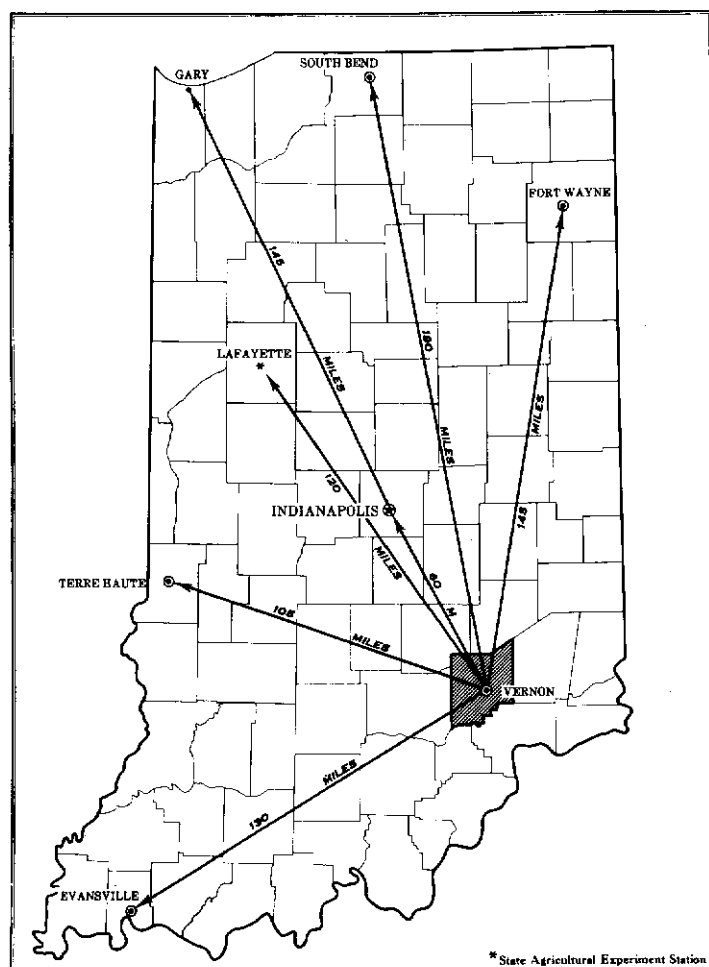 SOUTH BEND
GARY
FORT WAYNE
145
MILES
180
MILES
MILES
145
LAFAYETTE
*
120
MILES
INDIANAPOLIS
60 M
TERRE HAUTE
105
MILES
VERNON
MILES
130
EVANSVILLE
* State Agricultural Experiment Station